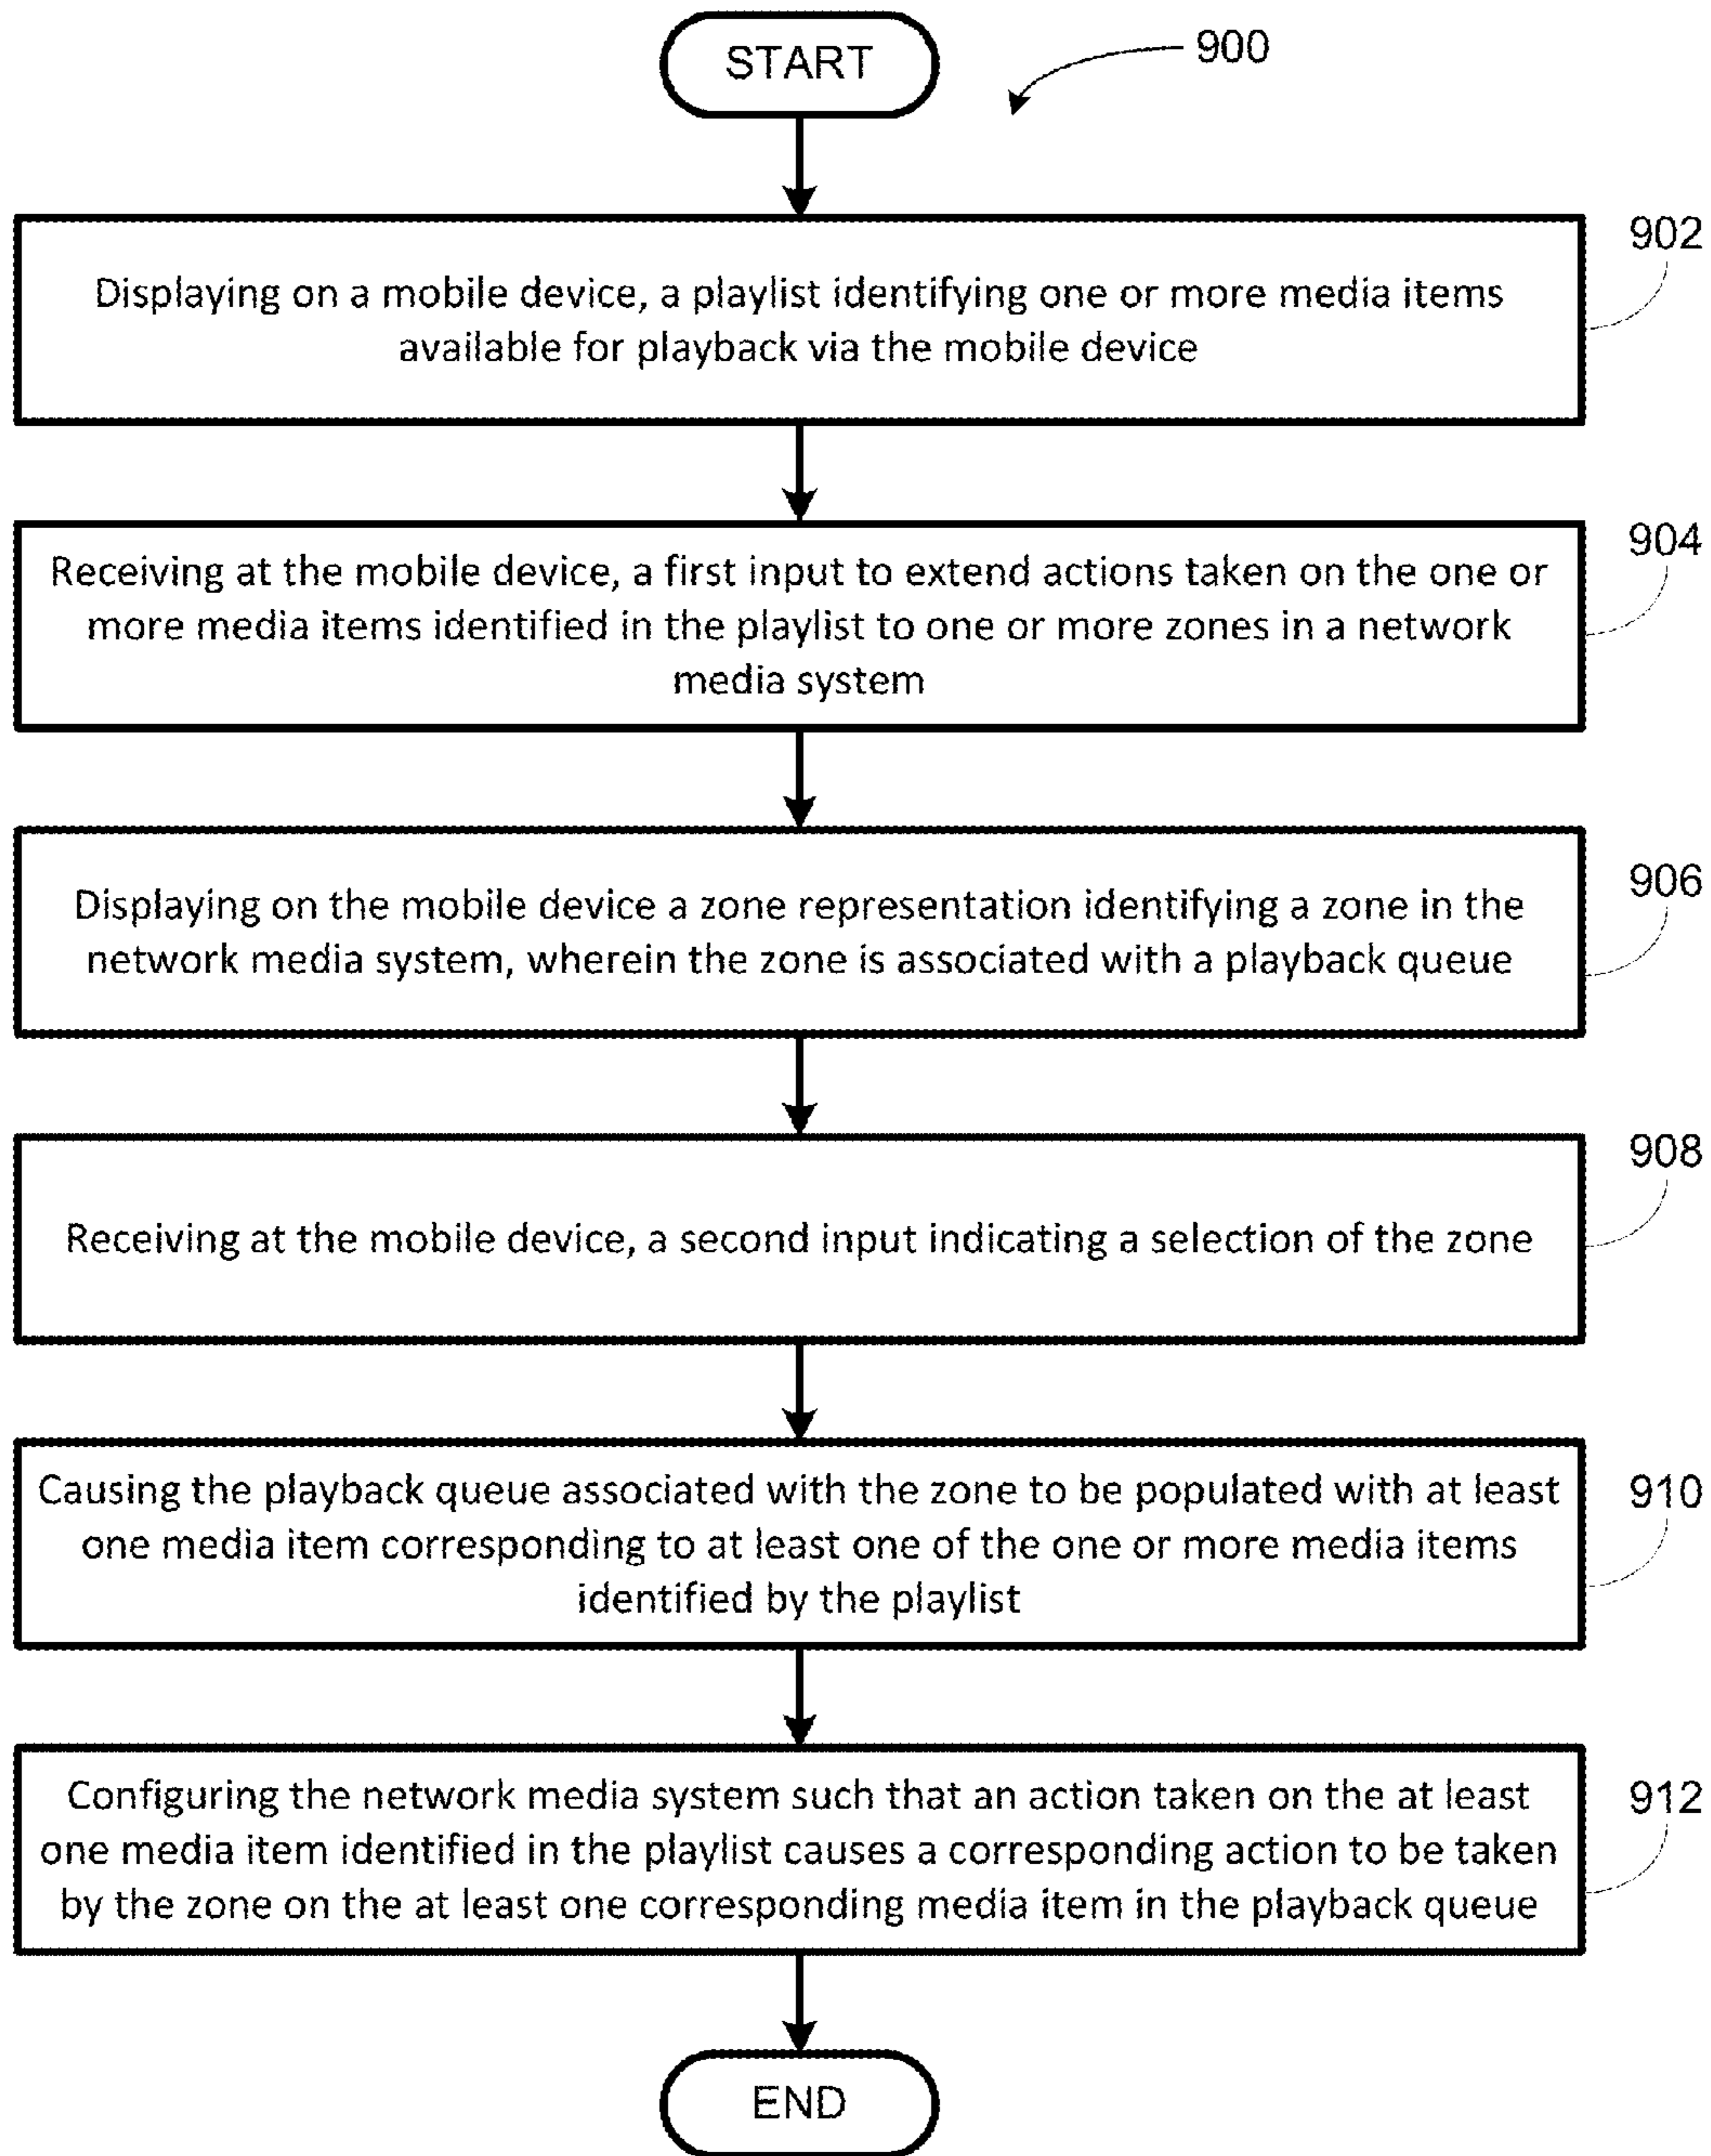 START
900
902
Displaying on a mobile device, a playlist identifying one or more media items
available for playback via the mobile device
904
Receiving at the mobile device, a first input to extend actions taken on the one or
more media items identified in the playlist to one or more zones in a network
media system
906
Displaying on the mobile device a zone representation identifying a zone in the
network media system, wherein the zone is associated with a playback queue
908
Receiving at the mobile device, a second input indicating a selection of the zone
910
Causing the playback queue associated with the zone to be populated with at least
one media item corresponding to at least one of the one or more media items
identified by the playlist
912
Configuring the network media system such that an action taken on the at least
one media item identified in the playlist causes a corresponding action to be taken
by the zone on the at least one corresponding media item in the playback queue
END